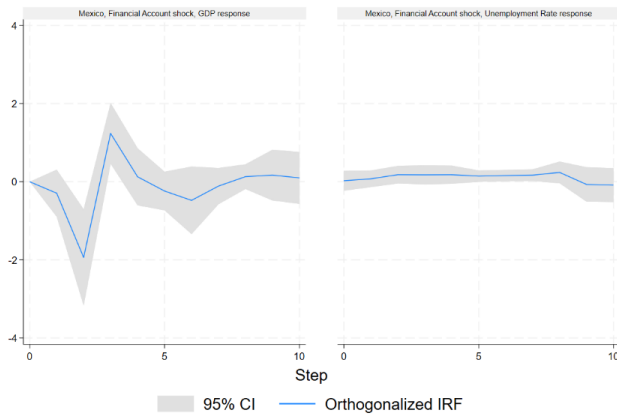 Mexico, Financial Account shock, GDP response
Mexico, Financial Account shock, Unemployment Rate response
4
2
0
-2
-4
0
5
10
0
5
10
Step
95% CI
Orthogonalized IRF